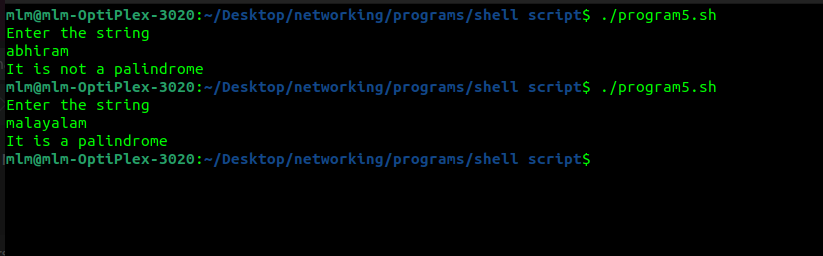 mlm@mlm-OptiPlex-3020:~/Desktop/networking/programs/shell script$ ./program5.sh
Enter the string
abhiram
It is not a palindrome
mlm@mlm-OptiPlex-3020:~/Desktop/networking/programs/shell script$ ./program5.sh
Enter the string
malayalam
It is a palindrome
mlm@mlm-OptiPlex-3020:~/Desktop/networking/programs/shell script$